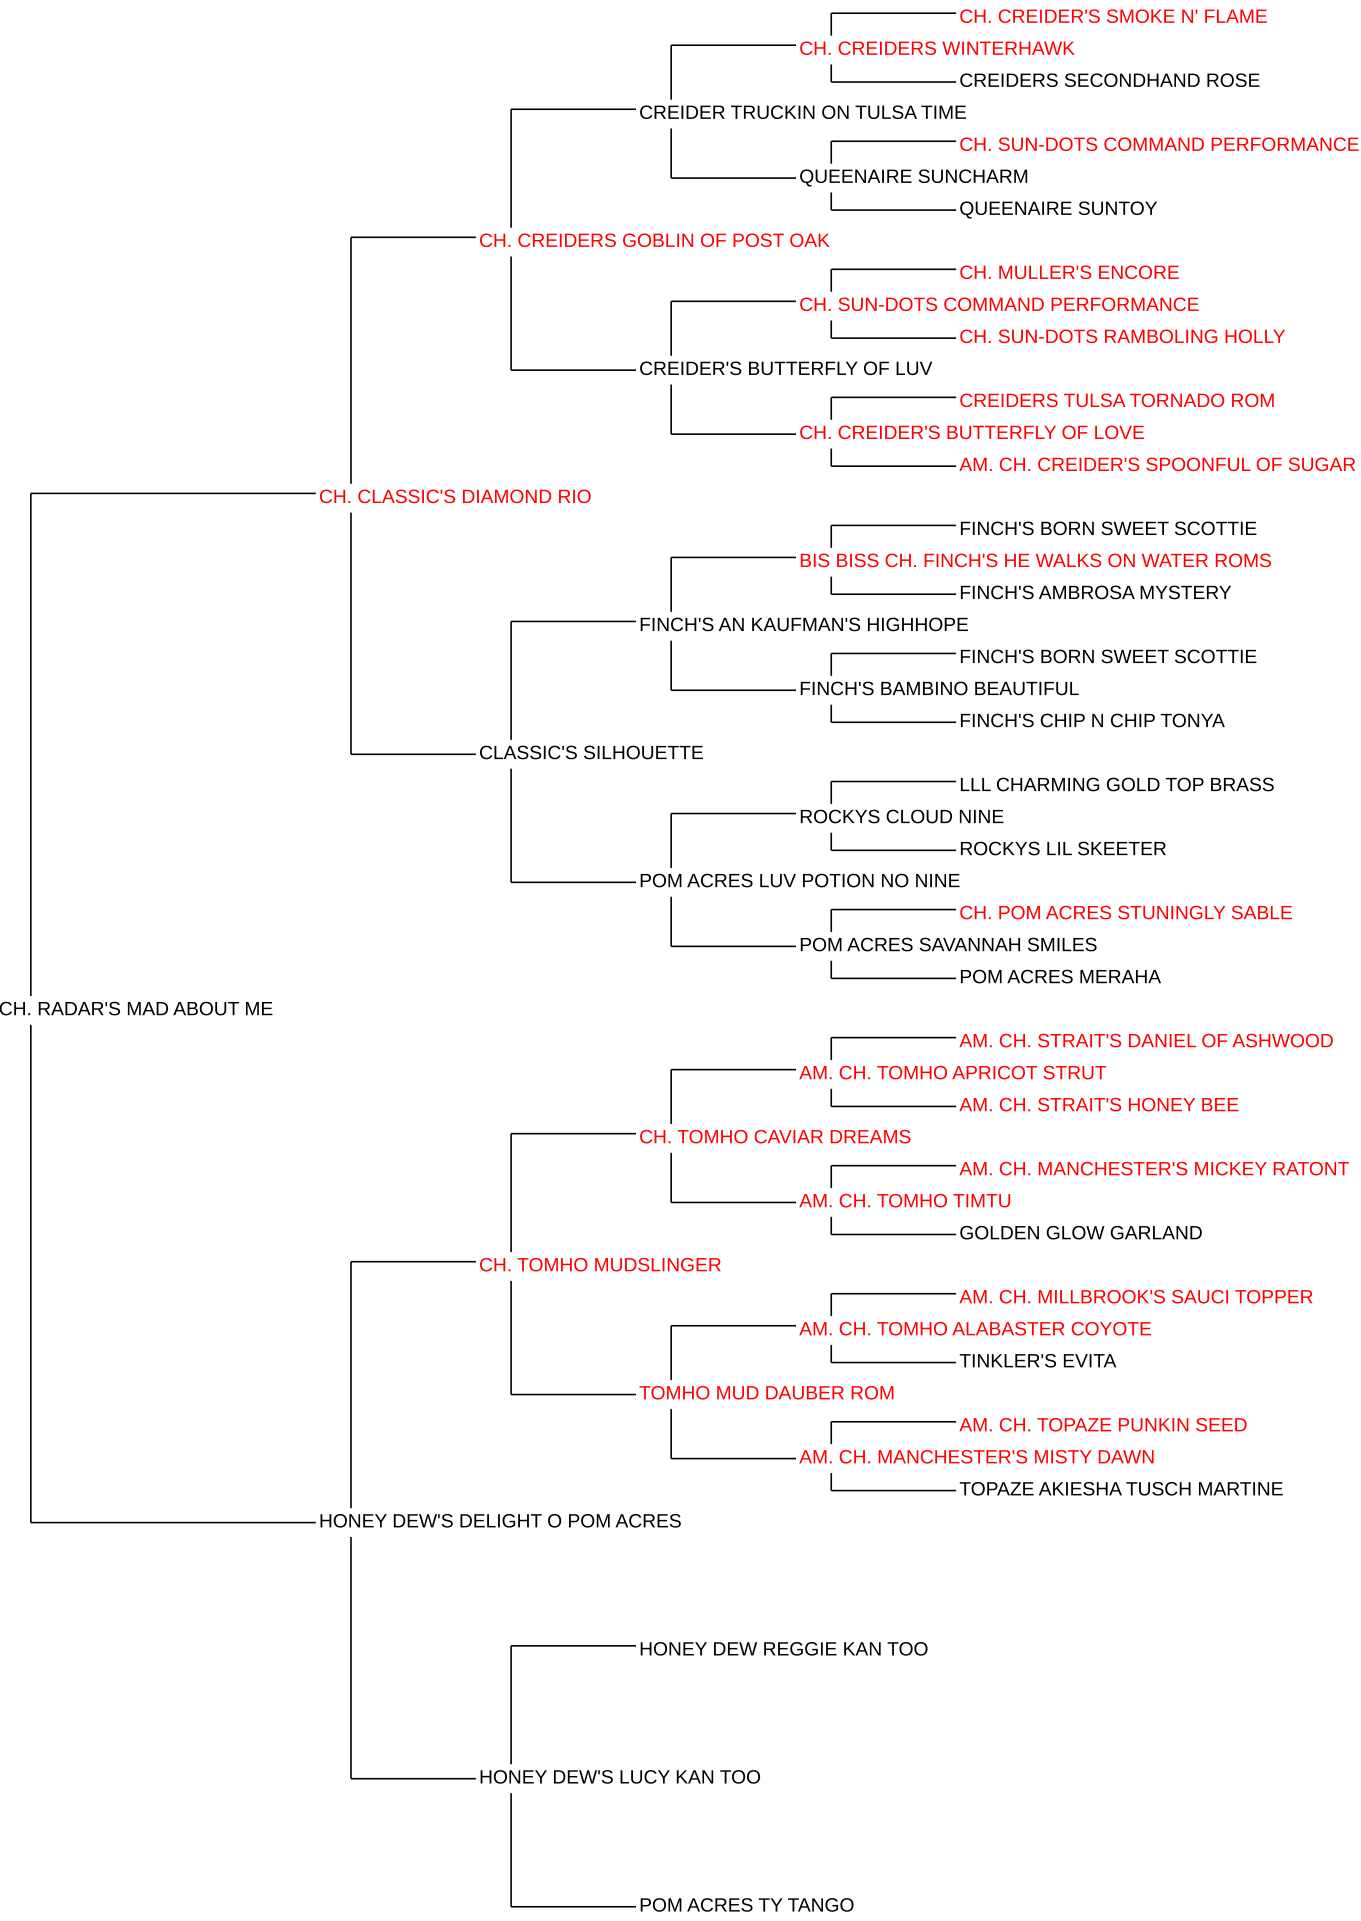 CH. CREIDER'S SMOKE N' FLAME
CH. CREIDERS WINTERHAWK
CREIDERS SECONDHAND ROSE
CREIDER TRUCKIN ON TULSA TIME
CH. SUN-DOTS COMMAND PERFORMANCE
QUEENAIRE SUNCHARM
QUEENAIRE SUNTOY
CH. CREIDERS GOBLIN OF POST OAK
CH. MULLER'S ENCORE
CH. SUN-DOTS COMMAND PERFORMANCE
CH. SUN-DOTS RAMBOLING HOLLY
CREIDER'S BUTTERFLY OF LUV
CREIDERS TULSA TORNADO ROM
CH. CREIDER'S BUTTERFLY OF LOVE
AM. CH. CREIDER'S SPOONFUL OF SUGAR
CH. CLASSIC'S DIAMOND RIO
FINCH'S BORN SWEET SCOTTIE
BIS BISS CH. FINCH'S HE WALKS ON WATER ROMS
FINCH'S AMBROSA MYSTERY
FINCH'S AN KAUFMAN'S HIGHHOPE
FINCH'S BORN SWEET SCOTTIE
FINCH'S BAMBINO BEAUTIFUL
FINCH'S CHIP N CHIP TONYA
CLASSIC'S SILHOUETTE
LLL CHARMING GOLD TOP BRASS
ROCKYS CLOUD NINE
ROCKYS LIL SKEETER
POM ACRES LUV POTION NO NINE
CH. POM ACRES STUNINGLY SABLE
POM ACRES SAVANNAH SMILES
POM ACRES MERAHA
CH. RADAR'S MAD ABOUT ME
AM. CH. STRAIT'S DANIEL OF ASHWOOD
AM. CH. TOMHO APRICOT STRUT
AM. CH. STRAIT'S HONEY BEE
CH. TOMHO CAVIAR DREAMS
AM. CH. MANCHESTER'S MICKEY RATONT
AM. CH. TOMHO TIMTU
GOLDEN GLOW GARLAND
CH. TOMHO MUDSLINGER
AM. CH. MILLBROOK'S SAUCI TOPPER
AM. CH. TOMHO ALABASTER COYOTE
TINKLER'S EVITA
TOMHO MUD DAUBER ROM
AM. CH. TOPAZE PUNKIN SEED
AM. CH. MANCHESTER'S MISTY DAWN
TOPAZE AKIESHA TUSCH MARTINE
HONEY DEW'S DELIGHT O POM ACRES
HONEY DEW REGGIE KAN TOO
HONEY DEW'S LUCY KAN TOO
POM ACRES TY TANGO